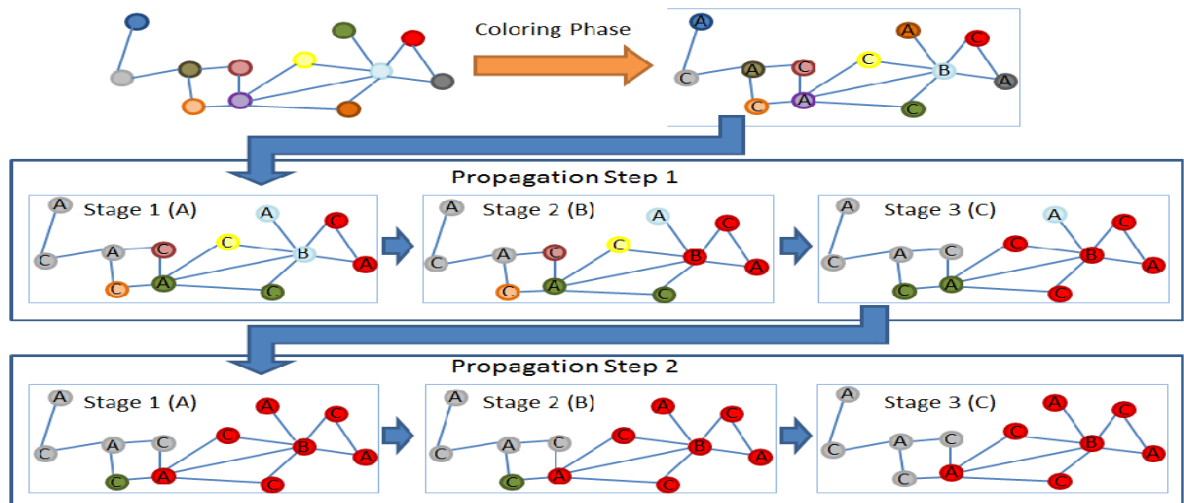 Coloring Phase
A A C
C
C A C B A
C A C
Propagation Step 1
A Stage 1 (A) A C
C A C C B A
C A C
A Stage 2 (B) A C
C A C C B A
C A C
A Stage 3 (C) A C
C A C C B A
C A C
Propagation Step 2
A Stage 1 (A) A C
C A C C B A
C A C
A Stage 2 (B) A C
C A C C B A
C A C
A Stage 3 (C) A C
C A C C B A
C A C